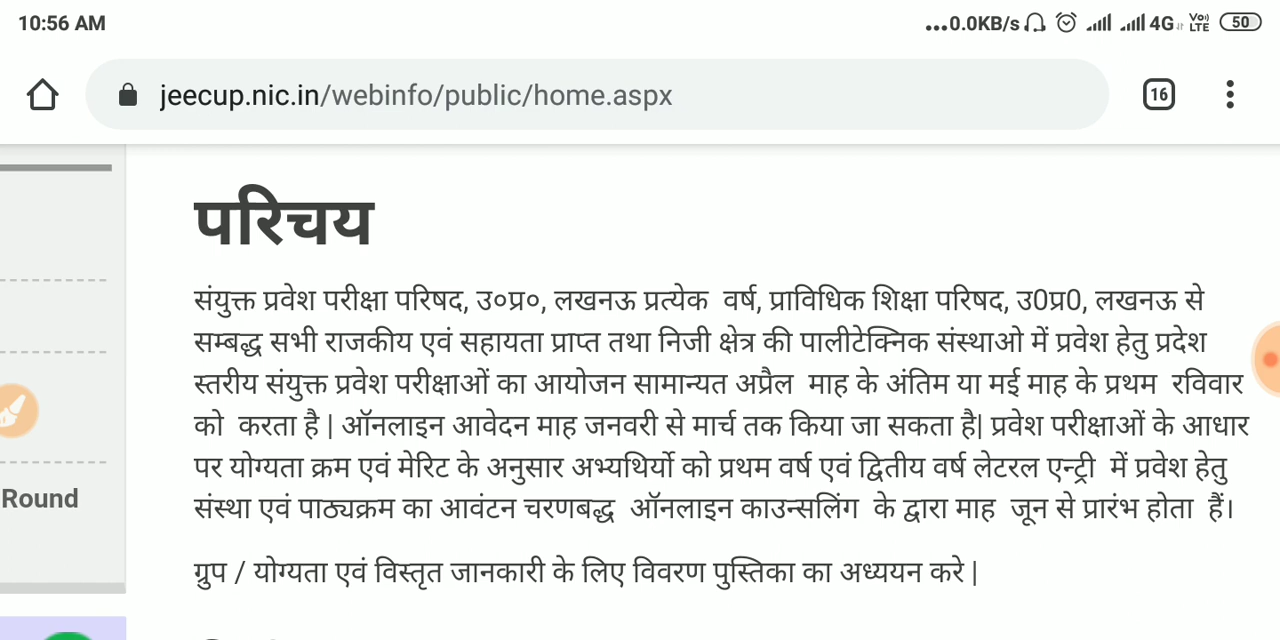 10:56 AM
...0.0KB/s 4G Vo) LTE 50
jeecup.nic.in/webinfo/public/home.aspx
16
परिचय
संयुक्त प्रवेश परीक्षा परिषद, उ०प्र०, लखनऊ प्रत्येक वर्ष, प्राविधिक शिक्षा परिषद, उ0प्र0, लखनऊ से
सम्बद्ध सभी राजकीय एवं सहायता प्राप्त तथा निजी क्षेत्र की पालीटेक्निक संस्थाओ में प्रवेश हेतु प्रदेश
स्तरीय संयुक्त प्रवेश परीक्षाओं का आयोजन सामान्यत अप्रैल माह के अंतिम या मई माह के प्रथम रविवार
को करता है | ऑनलाइन आवेदन माह जनवरी से मार्च तक किया जा सकता है| प्रवेश परीक्षाओं के आधार
पर योग्यता क्रम एवं मेरिट के अनुसार अभ्यथिर्यो को प्रथम वर्ष एवं द्वितीय वर्ष लेटरल एन्ट्री में प्रवेश हेतु
संस्था एवं पाठ्यक्रम का आवंटन चरणबद्ध ऑनलाइन काउन्सलिंग के द्वारा माह जून से प्रारंभ होता हैं।
Round
ग्रुप / योग्यता एवं विस्तृत जानकारी के लिए विवरण पुस्तिका का अध्ययन करे |